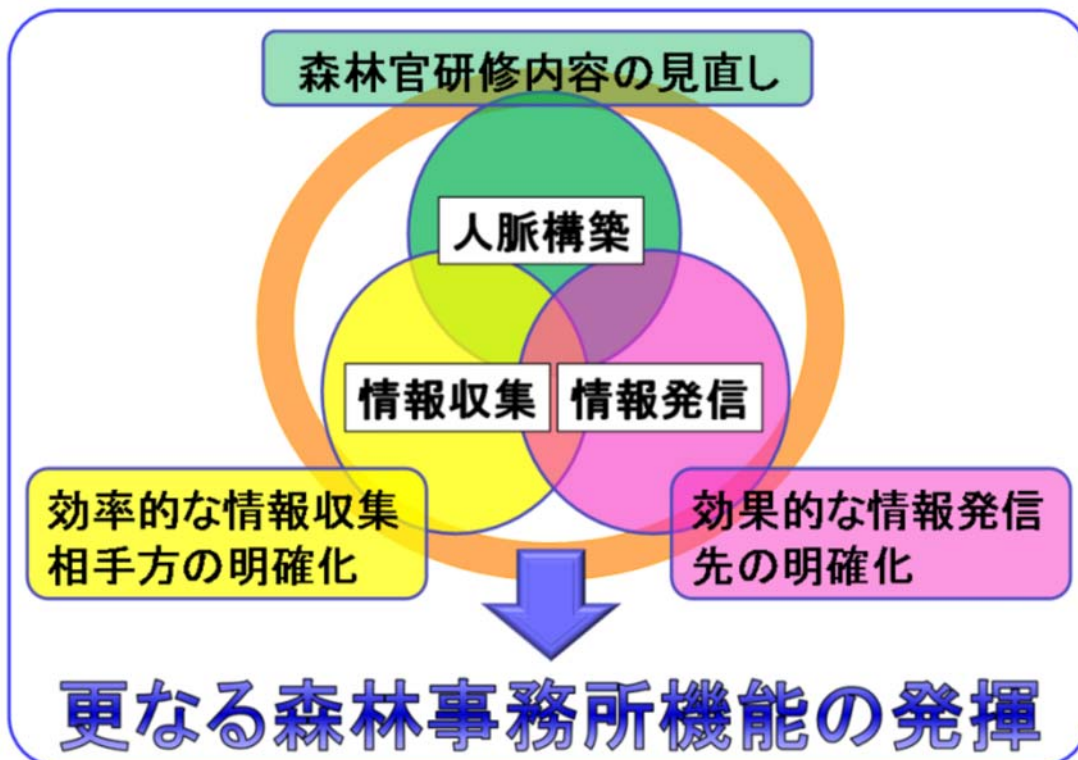 森林官研修内容の見直し
人脈構築
情報収集
情報発信
効率的な情報収集
相手方の明確化
効果的な情報発信
先の明確化
更なる森林事務所機能の発揮